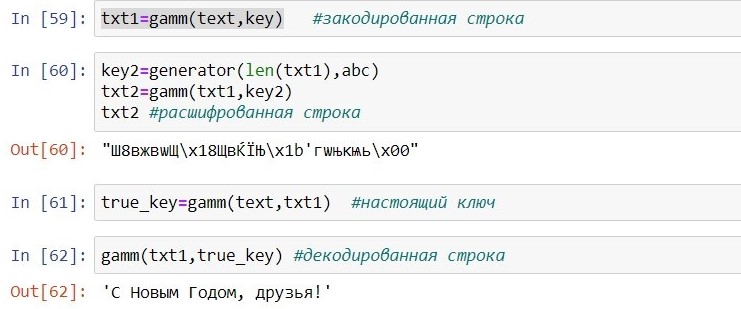 In [59]: txt1=gamm(text,key) #закодированная строка
In [60]: key2=generator(len(txt1),abc)
txt2=gamm(txt1,key2)
txt2 #расшифрованная строка
Out[60]: "Ш8вжвwЩ\x18ЩвЌЇЊ\x1b'гwњкѩь\x00"
In [61]: true_key=gamm(text,txt1) #настоящий ключ
In [62]: gamm(txt1,true_key) #декодированная строка
Out[62]: 'С Новым Годом, друзья!'